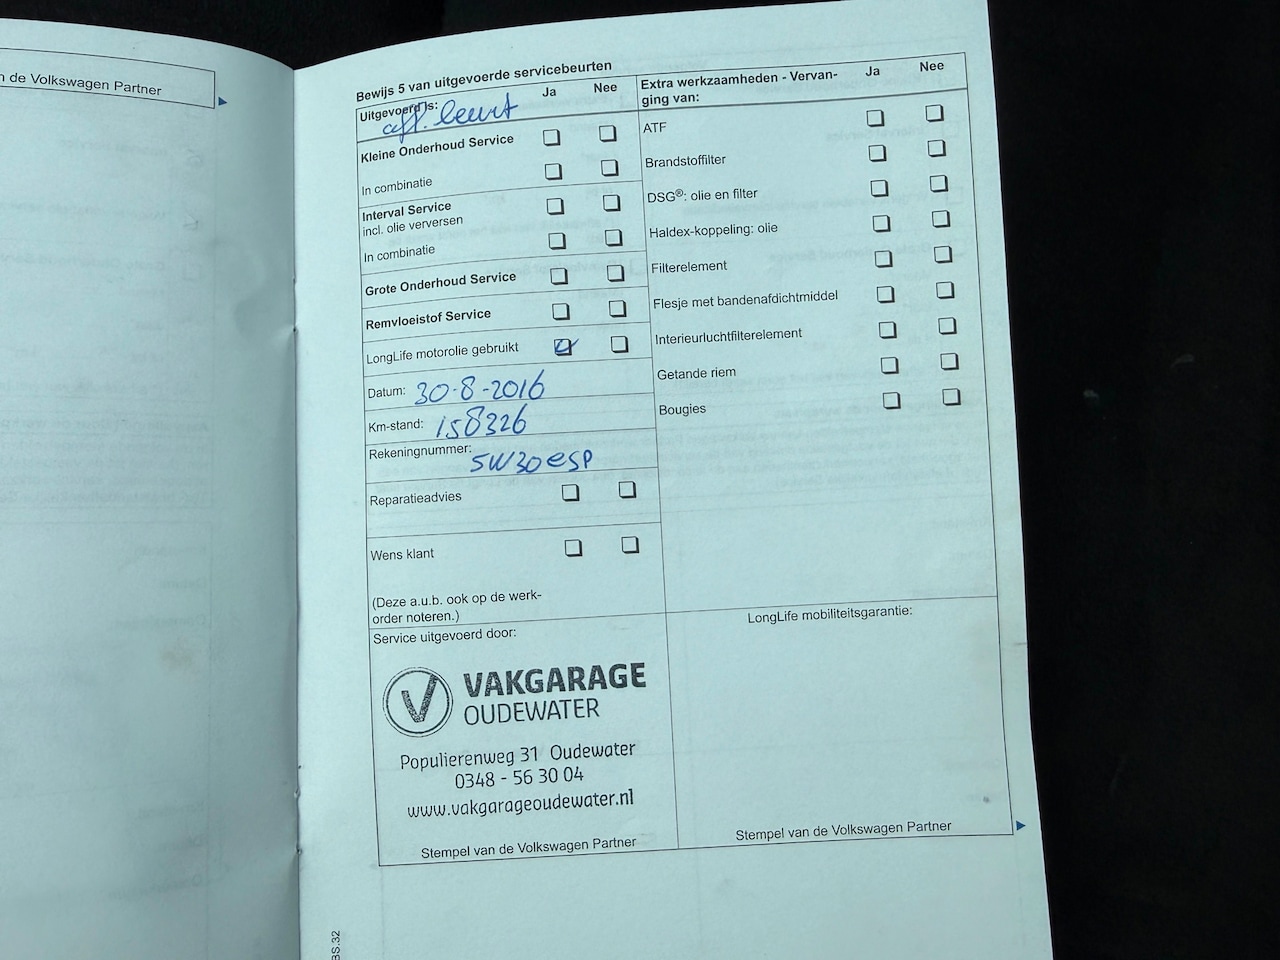 n de Volkswagen Partner
Bewijs 5 van uitgevoerde servicebeurten
Uitgevoerd is: Ja Nee
aff. beurt
Kleine Onderhoud Service
In combinatie
Interval Service
incl. olie verversen
In combinatie
Grote Onderhoud Service
Remvloeistof Service
LongLife motorolie gebruikt
Datum: 30-8-2016
Km-stand: 158326
Rekeningnummer:
5W30 ESP
Reparatieadvies
Wens klant
(Deze a.u.b. ook op de werk-
order noteren.)
Extra werkzaamheden - Vervan- Ja Nee
ging van:
ATF
Brandstoffilter
DSG®: olie en filter
Haldex-koppeling: olie
Filterelement
Flesje met bandenafdichtmiddel
Interieurluchtfilterelement
Getande riem
Bougies
Service uitgevoerd door:
VAKGARAGE
OUDEWATER
Populierenweg 31 Oudewater
0348 - 56 30 04
www.vakgarageoudewater.nl
Stempel van de Volkswagen Partner
LongLife mobiliteitsgarantie:
Stempel van de Volkswagen Partner
BS.32